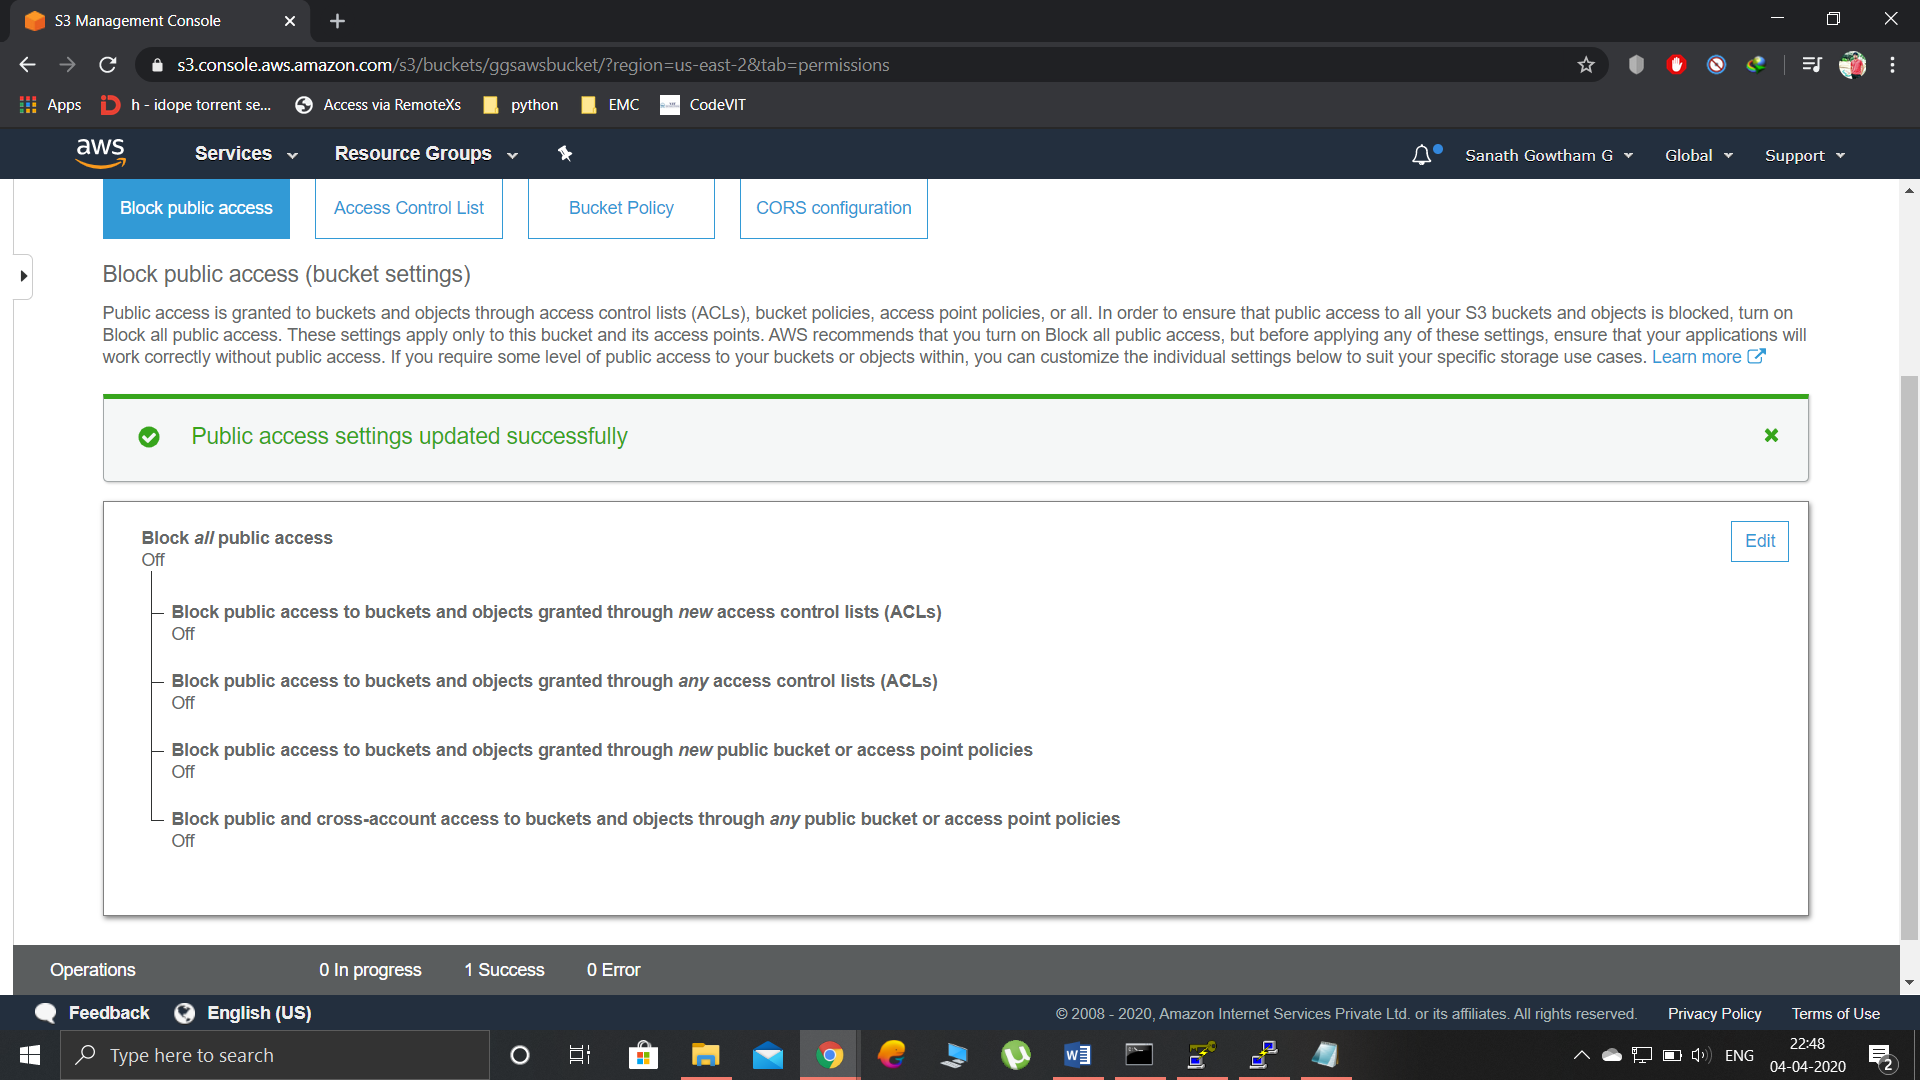 S3 Management Console
s3.console.aws.amazon.com/s3/buckets/ggsawsbucket/?region=us-east-2&tab=permissions
Apps
h - idope torrent se...
Access via RemoteXs
python
EMC
CodeVIT
aws
Services
Resource Groups
Sanath Gowtham G
Global
Support
Block public access
Access Control List
Bucket Policy
CORS configuration
Block public access (bucket settings)
Public access is granted to buckets and objects through access control lists (ACLs), bucket policies, access point policies, or all. In order to ensure that public access to all your S3 buckets and objects is blocked, turn on
Block all public access. These settings apply only to this bucket and its access points. AWS recommends that you turn on Block all public access, but before applying any of these settings, ensure that your applications will
work correctly without public access. If you require some level of public access to your buckets or objects within, you can customize the individual settings below to suit your specific storage use cases. Learn more
Public access settings updated successfully
Block all public access
Off
Edit
Block public access to buckets and objects granted through new access control lists (ACLs)
Off
Block public access to buckets and objects granted through any access control lists (ACLs)
Off
Block public access to buckets and objects granted through new public bucket or access point policies
Off
Block public and cross-account access to buckets and objects through any public bucket or access point policies
Off
Operations
0 In progress
1 Success
0 Error
Feedback
English (US)
© 2008 - 2020, Amazon Internet Services Private Ltd. or its affiliates. All rights reserved.
Privacy Policy
Terms of Use
Type here to search
ENG
22:48
04-04-2020
2